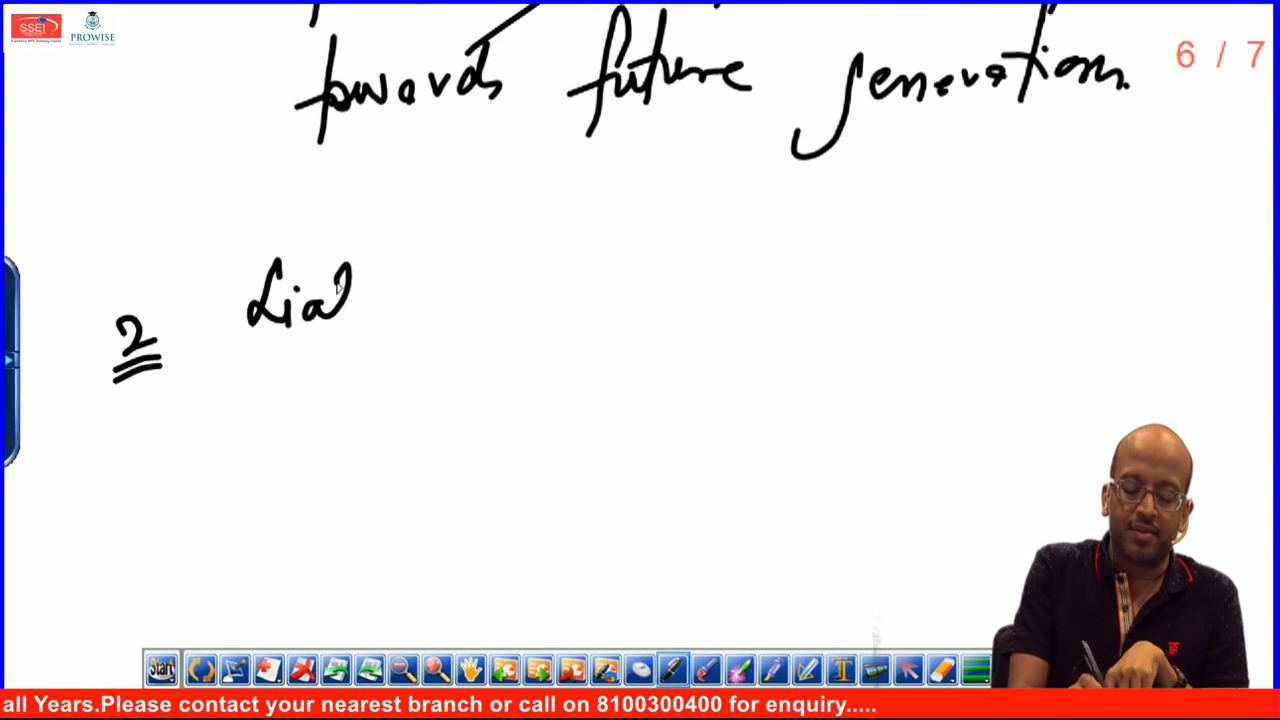 SSEI
PROWISE
6 / 7
towards future generations.
2 Lia
Start
all Years.Please contact your nearest branch or call on 8100300400 for enquiry.....